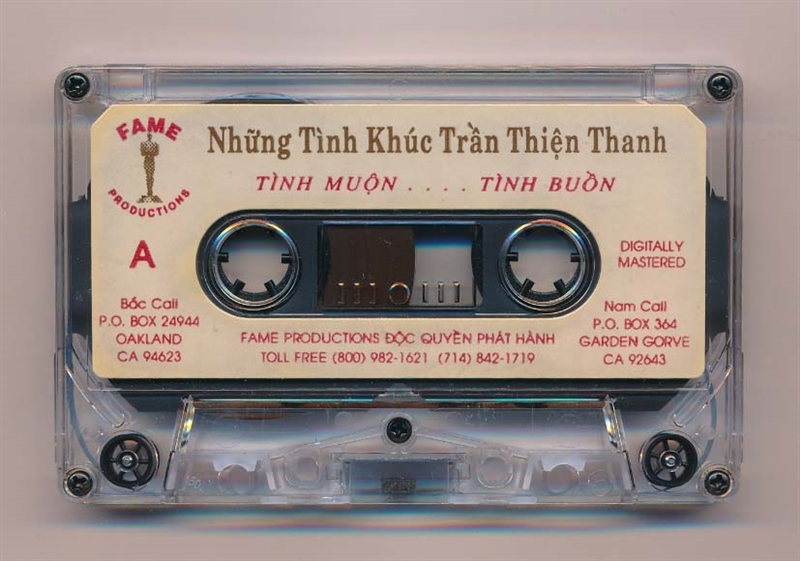 FAME
PRODUCTIONS
Những Tình Khúc Trần Thiện Thanh
TÌNH MUỘN . . . . TÌNH BUỒN
A
DIGITALLY
MASTERED
Bắc Cali
P.O. BOX 24944
OAKLAND
CA 94623
FAME PRODUCTIONS ĐỘC QUYỀN PHÁT HÀNH
TOLL FREE (800) 982-1621 (714) 842-1719
Nam Cali
P.O. BOX 364
GARDEN GORVE
CA 92643